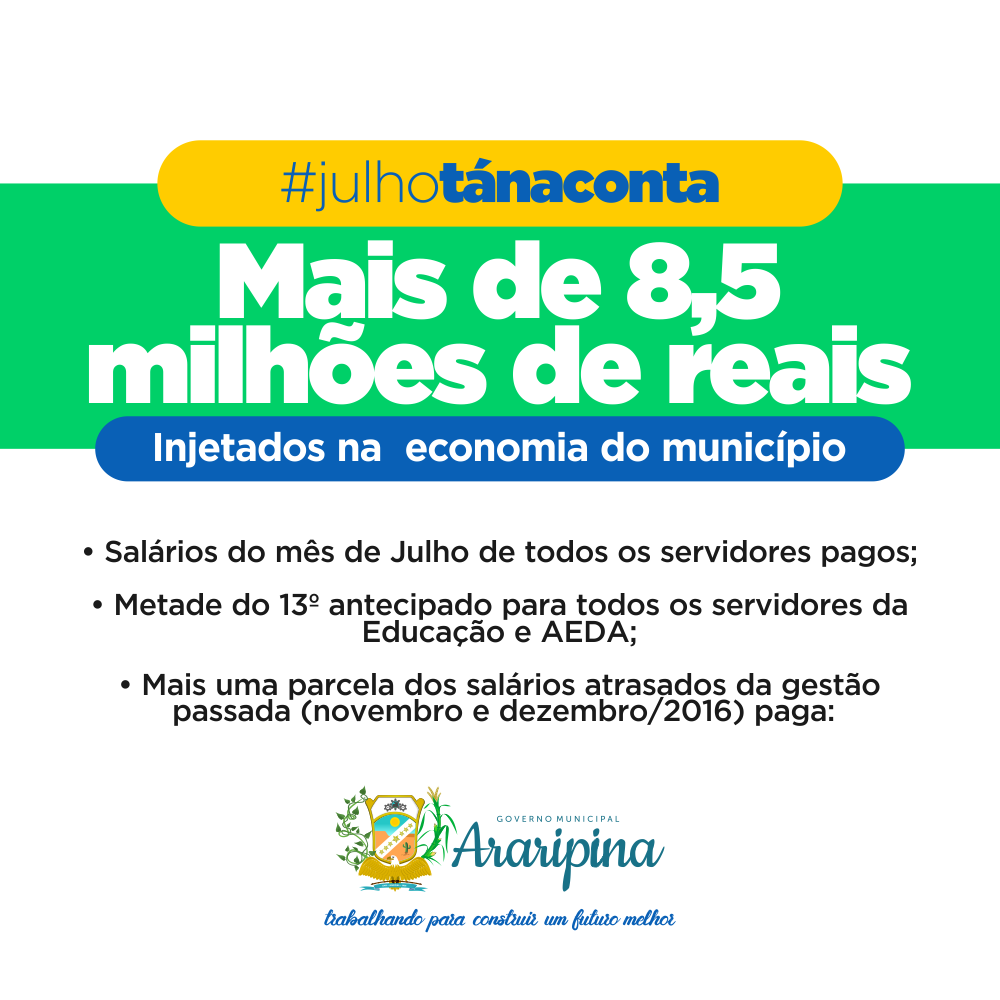 #julhotánaconta
Mais de 8,5
milhões de reais
Injetados na  economia do município
• Salários do mês de Julho de todos os servidores pagos;
• Metade do 13º antecipado para todos os servidores da
Educação e AEDA;
• Mais uma parcela dos salários atrasados da gestão
passada (novembro e dezembro/2016) paga:
GOVERNO MUNICIPAL
Araripina
trabalhando para construir um futuro melhor